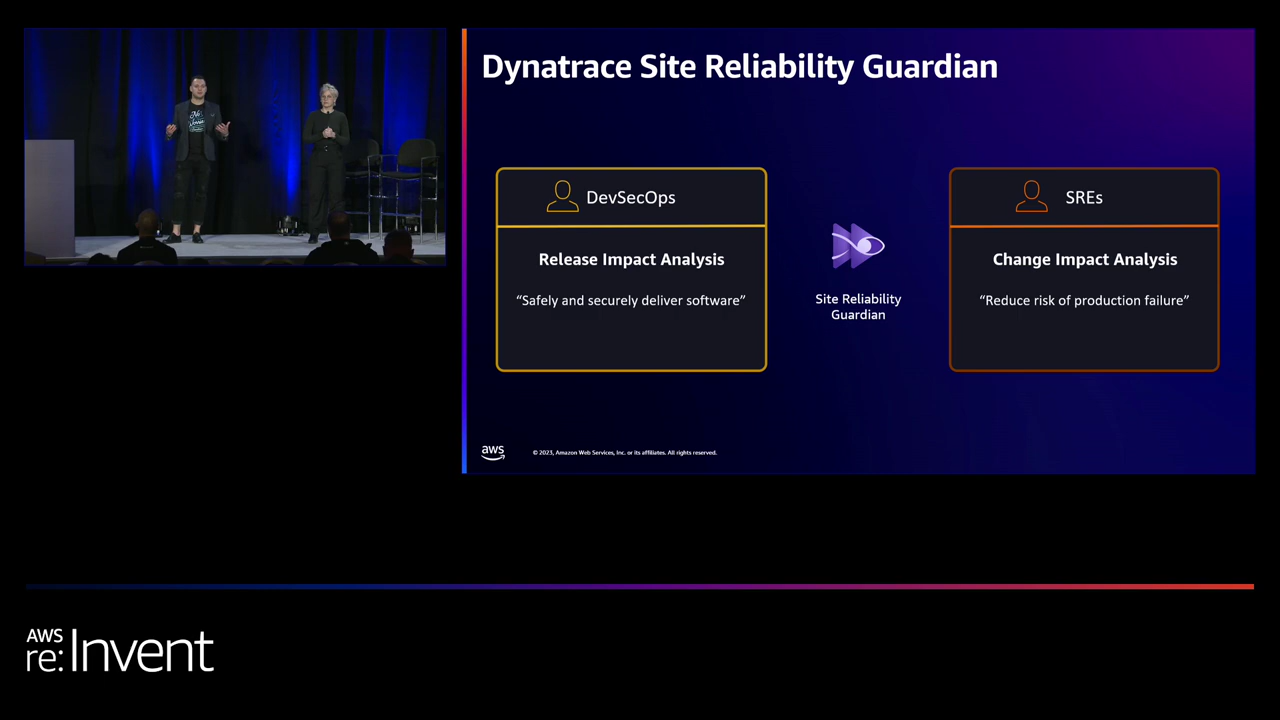 Dynatrace Site Reliability Guardian
DevSecOps
Release Impact Analysis
“Safely and securely deliver software”
Site Reliability
Guardian
SREs
Change Impact Analysis
“Reduce risk of production failure”
aws
© 2023, Amazon Web Services, Inc. or its affiliates. All rights reserved.
AWS
re:Invent